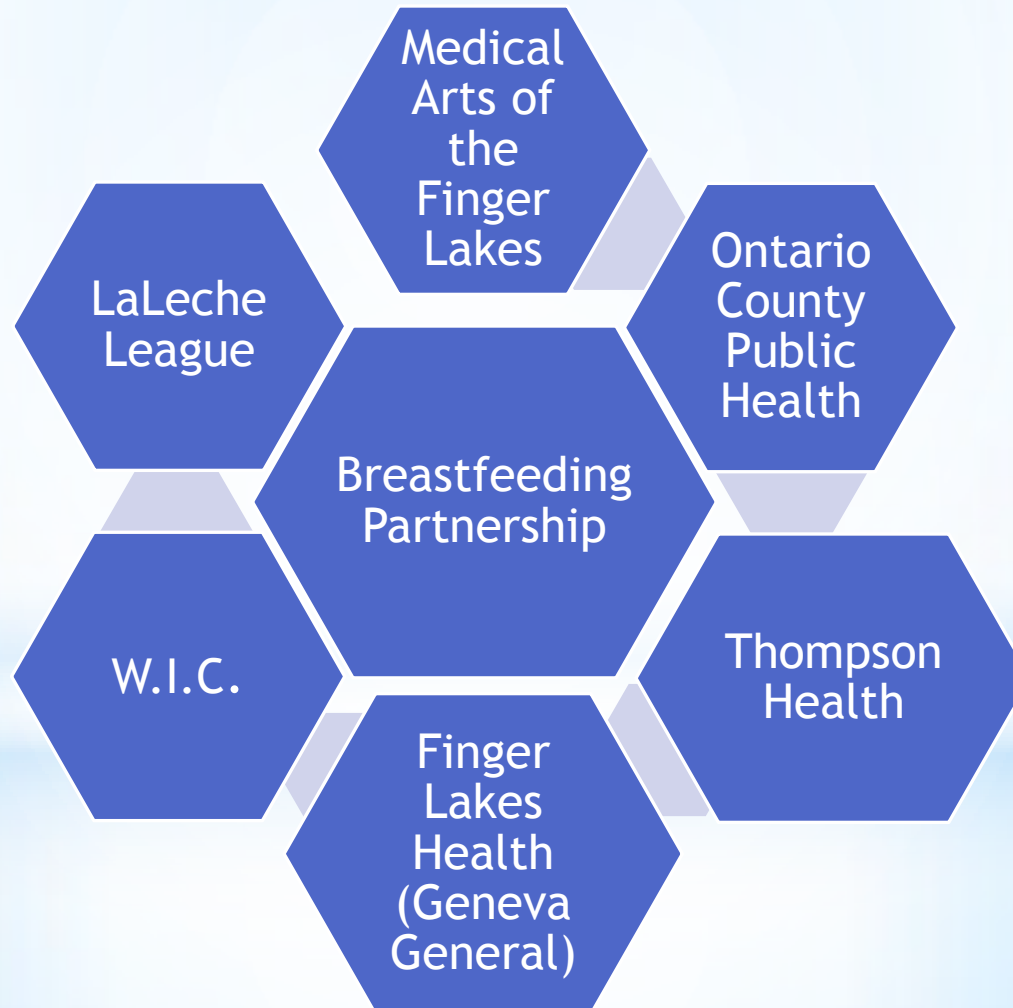 Medical
Arts of
the
Finger
Lakes
Ontario
County
Public
Health
LaLeche
League
Breastfeeding
Partnership
Thompson
Health
W.I.C.
Finger
Lakes
Health
(Geneva
General)